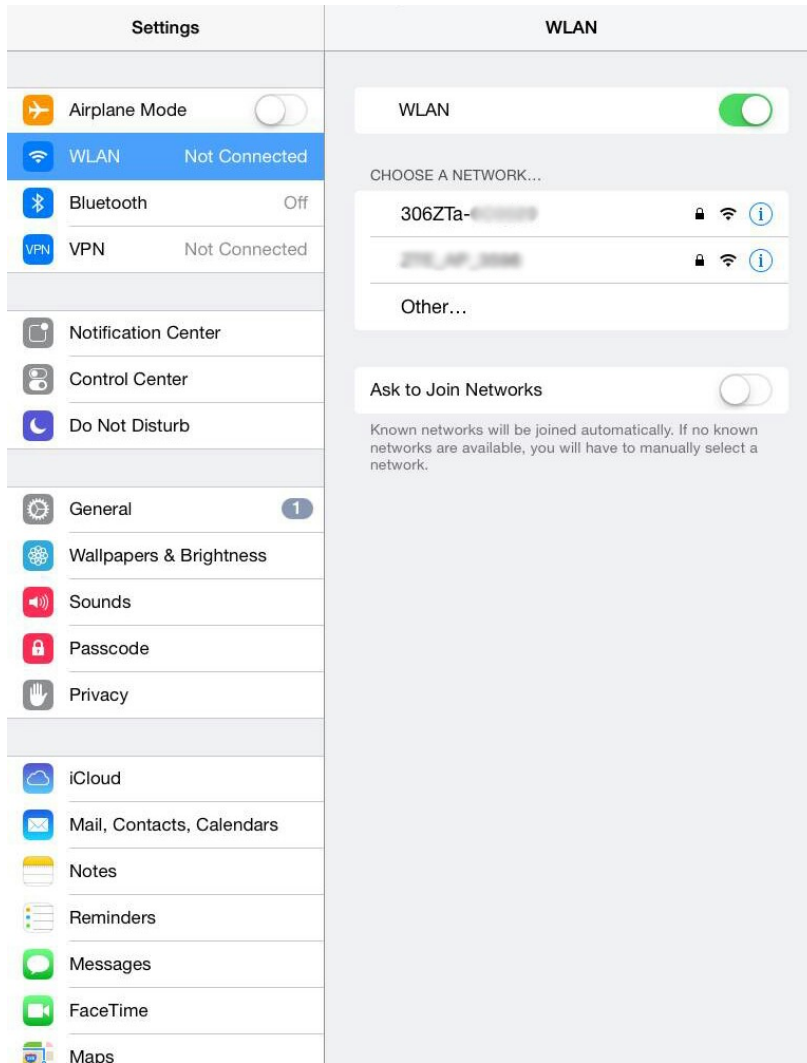 Settings
Airplane Mode
WLAN Not Connected
Bluetooth Off
VPN VPN Not Connected
Notification Center
Control Center
Do Not Disturb
General 1
Wallpapers & Brightness
Sounds
Passcode
Privacy
iCloud
Mail, Contacts, Calendars
Notes
Reminders
Messages
FaceTime
Maps
WLAN
WLAN
CHOOSE A NETWORK...
306ZTa-
Other...
Ask to Join Networks
Known networks will be joined automatically. If no known
networks are available, you will have to manually select a
network.